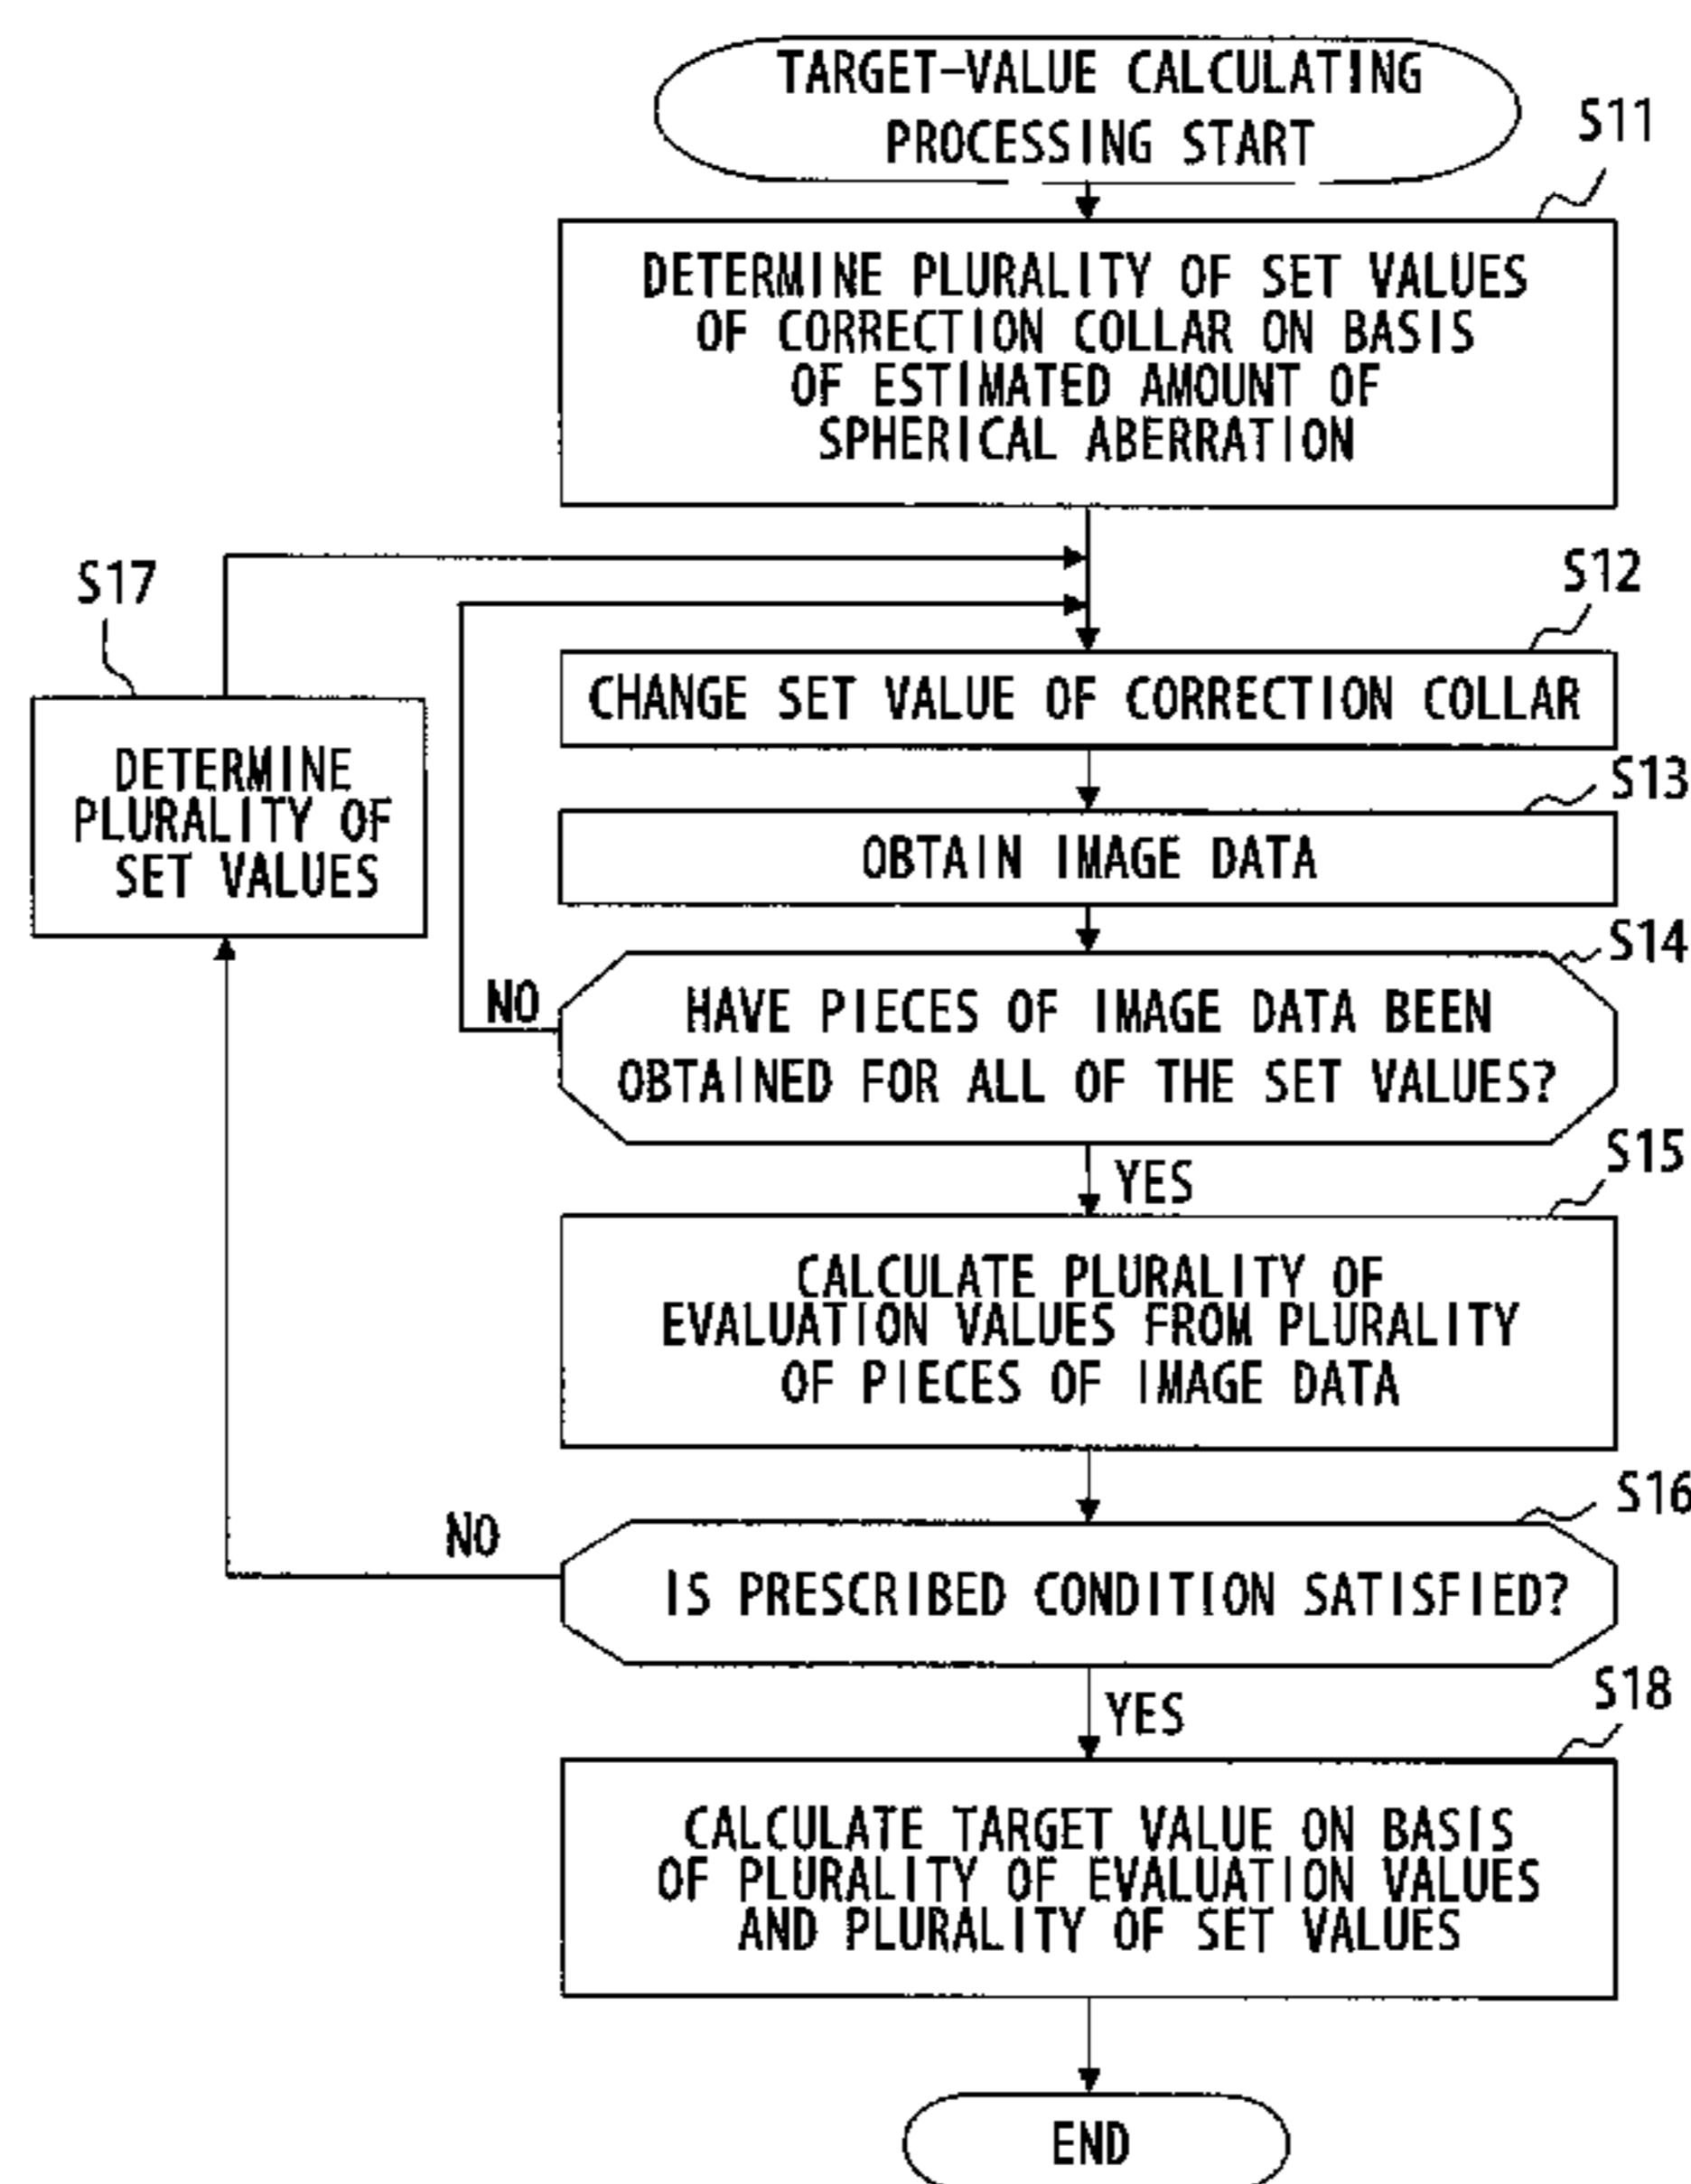 TARGET-VALUE CALCULATING
PROCESSING START
S11
DETERMINE PLURALITY OF SET VALUES
OF CORRECTION COLLAR ON BASIS
OF ESTIMATED AMOUNT OF
SPHERICAL ABERRATION
S17
S12
CHANGE SET VALUE OF CORRECTION COLLAR
DETERMINE
PLURALITY OF
SET VALUES
S13
OBTAIN IMAGE DATA
S14
NO
HAVE PIECES OF IMAGE DATA BEEN
OBTAINED FOR ALL OF THE SET VALUES?
YES
S15
CALCULATE PLURALITY OF
EVALUATION VALUES FROM PLURALITY
OF PIECES OF IMAGE DATA
S16
NO
IS PRESCRIBED CONDITION SATISFIED?
YES
S18
CALCULATE TARGET VALUE ON BASIS
OF PLURALITY OF EVALUATION VALUES
AND PLURALITY OF SET VALUES
END